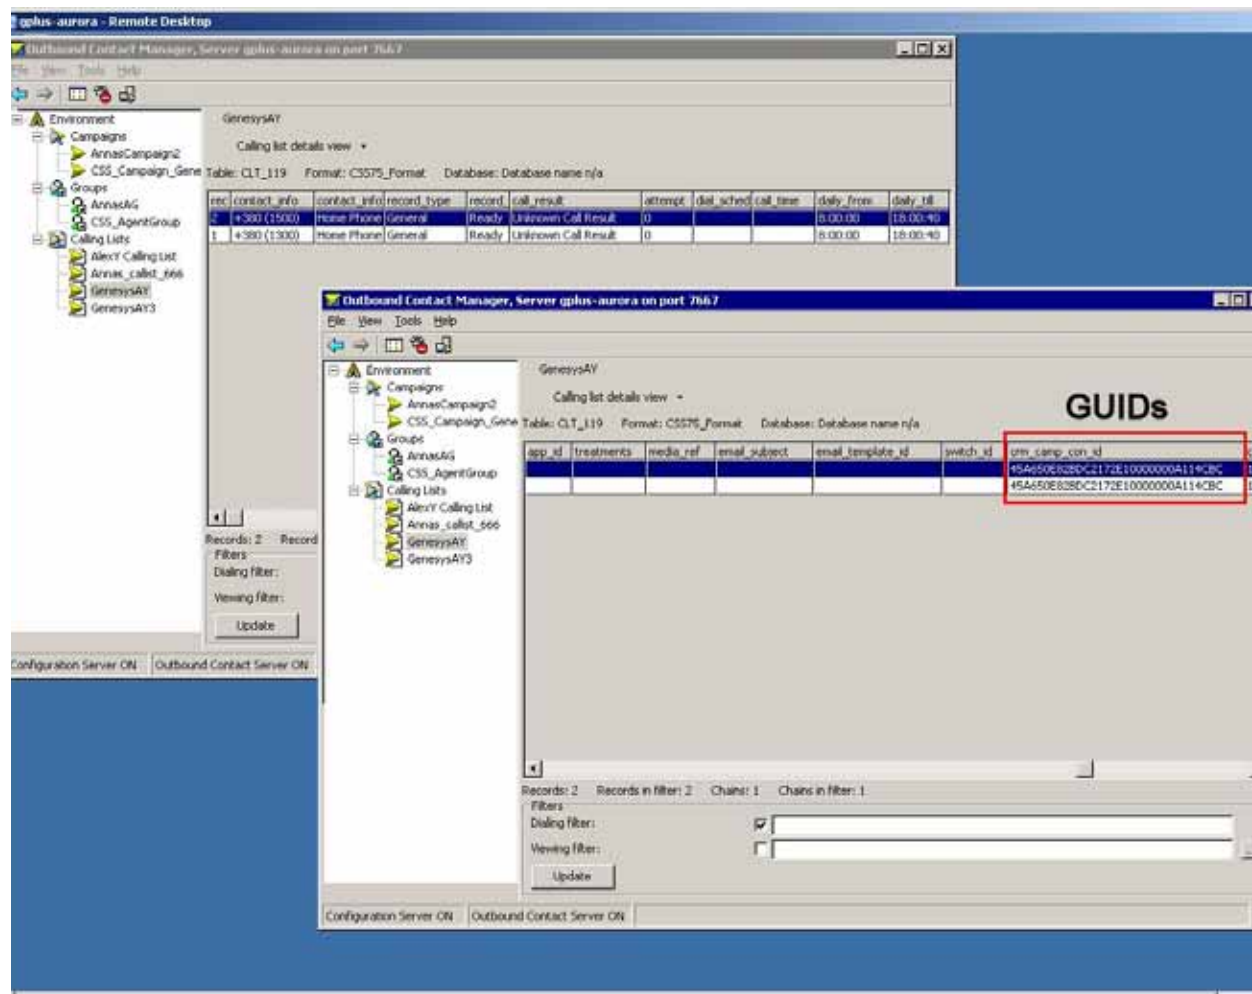 gplus-aurora - Remote Desktop
Outbound Contact Manager, Server gplus-aurora on port 7667
File View Tools Help
Environment
Campaigns
AnnasCampaign2
CSS_Campaign_Gene
Groups
AnnasAG
CSS_AgentGroup
Calling Lists
AlexY Calling List
Annas_callist_666
GenesysAY
GenesysAY3
GenesysAY
Calling list details view
Table: CLT_119 Format: CSS75_Format Database: Database name n/a
rec contact_info contact_info record_type record call_result attempt dial_sched call_time daily_from daily_till
2 +380 (1500) Home Phone General Ready Unknown Call Result 0 8:00:00 18:00:40
1 +380 (1300) Home Phone General Ready Unknown Call Result 0 8:00:00 18:00:40
Records: 2 Record
Filters
Dialing filter:
Viewing filter:
Update
Configuration Server ON Outbound Contact Server ON
Outbound Contact Manager, Server gplus-aurora on port 7667
File View Tools Help
Environment
Campaigns
AnnasCampaign2
CSS_Campaign_Gene
Groups
AnnasAG
CSS_AgentGroup
Calling Lists
AlexY Calling List
Annas_callist_666
GenesysAY
GenesysAY3
GenesysAY
Calling list details view
GUIDs
Table: CLT_119 Format: CSS75_Format Database: Database name n/a
app_id treatments media_ref email_subject email_template_id switch_id crm_camp_con_id
45A650E82BDC2172E10000000A114CBC
45A650E82BDC2172E10000000A114CBC
Records: 2 Records in filter: 2 Chains: 1 Chains in filter: 1
Filters
Dialing filter:
Viewing filter:
Update
Configuration Server ON Outbound Contact Server ON